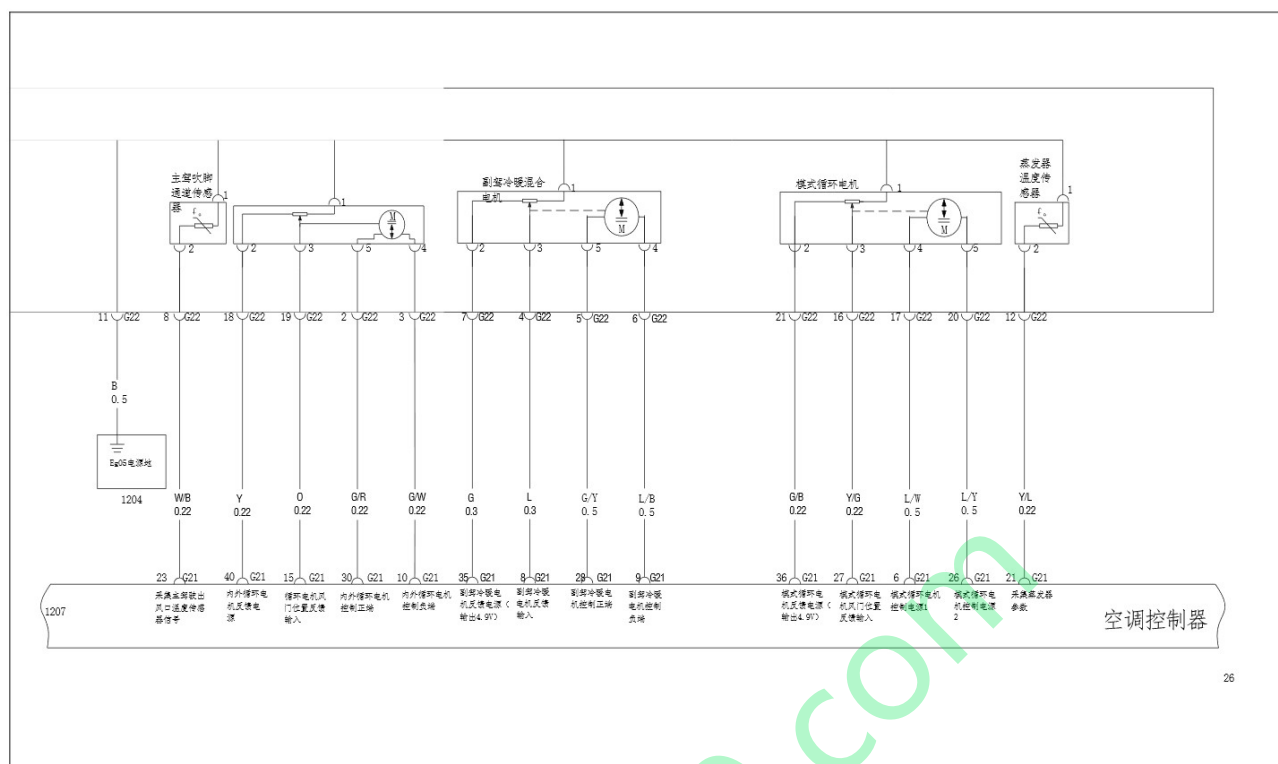 主驾吹脚
通道传感
器
副驾冷暖混合
电机
模式循环电机
蒸发器
温度传
感器
1 1 1 1 1
M M M
2 2 3 5 4 2 3 5 4 2 3 4 5 2
11 G22 8 G22 18 G22 19 G22 2 G22 3 G22 7 G22 4 G22 5 G22 6 G22 21 G22 16 G22 17 G22 20 G22 12 G22
B
0.5
Eg05电源地
1204
W/B Y O G/R G/W G L G/Y L/B G/B Y/G L/W L/Y Y/L
0.22 0.22 0.22 0.22 0.22 0.3 0.3 0.5 0.5 0.22 0.22 0.5 0.5 0.22
23 G21 40 G21 15 G21 30 G21 10 G21 35 G21 8 G21 29 G21 9 G21 36 G21 27 G21 6 G21 26 G21 21 G21
1207
采集主驾驶出
风口温度传感
器信号
内外循环电
机反馈电
源
循环电机风
门位置反馈
输入
内外循环电机
控制正端
内外循环电机
控制负端
副驾冷暖电
机反馈电源(
输出4.9V)
副驾冷暖
电机反馈
输入
副驾冷暖电
机控制正端
副驾冷暖
电机控制
负端
模式循环电
机反馈电源(
输出4.9V)
模式循环电
机风门位置
反馈输入
模式循环电机
控制电源1
模式循环电
机控制电源
2
采集蒸发器
参数
空调控制器
26
.com